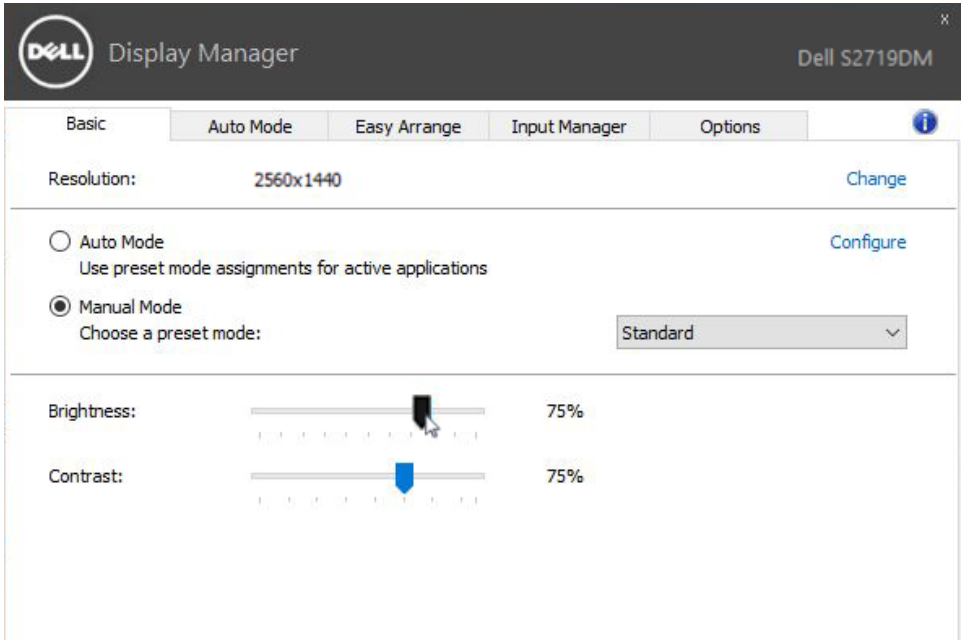 x
DELL Display Manager
Dell S2719DM
Basic Auto Mode Easy Arrange Input Manager Options i
Resolution: 2560x1440 Change
Auto Mode Configure
Use preset mode assignments for active applications
Manual Mode
Choose a preset mode: Standard
Brightness: 75%
Contrast: 75%